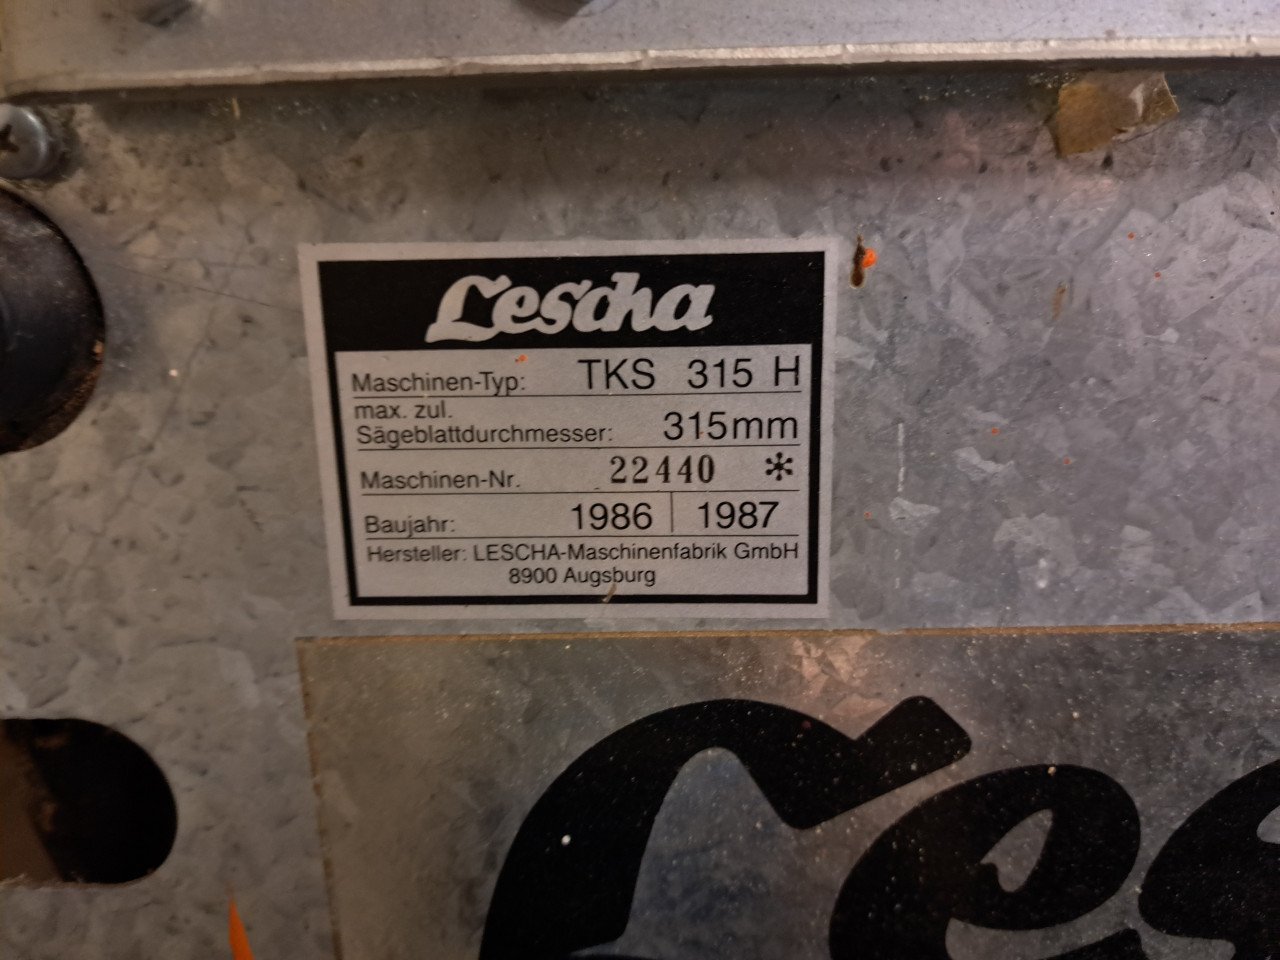 Lescha
Maschinen-Typ: TKS 315 H
max. zul.
Sägeblattdurchmesser: 315mm
Maschinen-Nr. 22440 *
Baujahr: 1986 | 1987
Hersteller: LESCHA-Maschinenfabrik GmbH
8900 Augsburg
Les